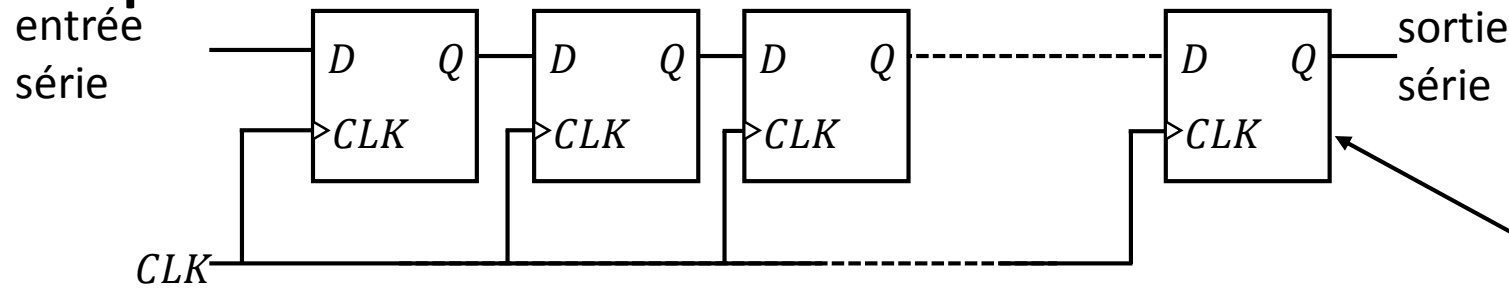 entrée
série
D Q
CLK
D Q
CLK
D Q
CLK
D Q
CLK
sortie
série
CLK